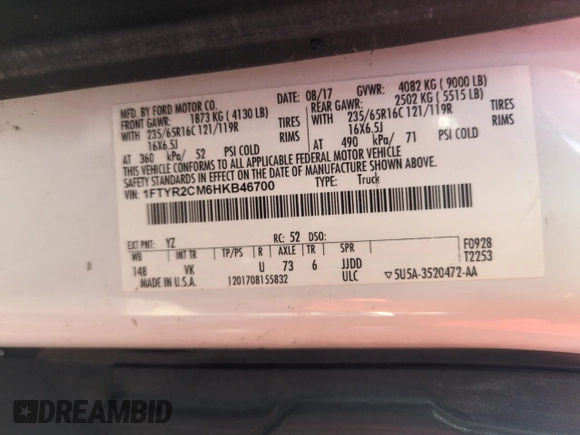 MFD. BY FORD MOTOR CO. DATE: 08/17 GVWR: 4082 KG ( 9000 LB)
FRONT GAWR: 1873 KG ( 4130 LB) REAR GAWR: 2502 KG ( 5515 LB)
WITH 235/65R16C 121/119R TIRES WITH 235/65R16C 121/119R TIRES
16X6.5J RIMS 16X6.5J RIMS
AT 360 kPa/ 52 PSI COLD AT 490 kPa/ 71 PSI COLD
THIS VEHICLE CONFORMS TO ALL APPLICABLE FEDERAL MOTOR VEHICLE
SAFETY STANDARDS IN EFFECT ON THE DATE OF MANUFACTURE SHOWN ABOVE.
VIN: 1FTYR2CM6HKB46700 TYPE: Truck
EXT PNT: YZ RC: 52 DSO: F0928
WB TP/PS R AXLE TR SPR T2253
148 VK U 73 6 JJDD
MADE IN U.S.A. 1201708155832 ULC ▽5U5A-3520472-AA
DREAMBID